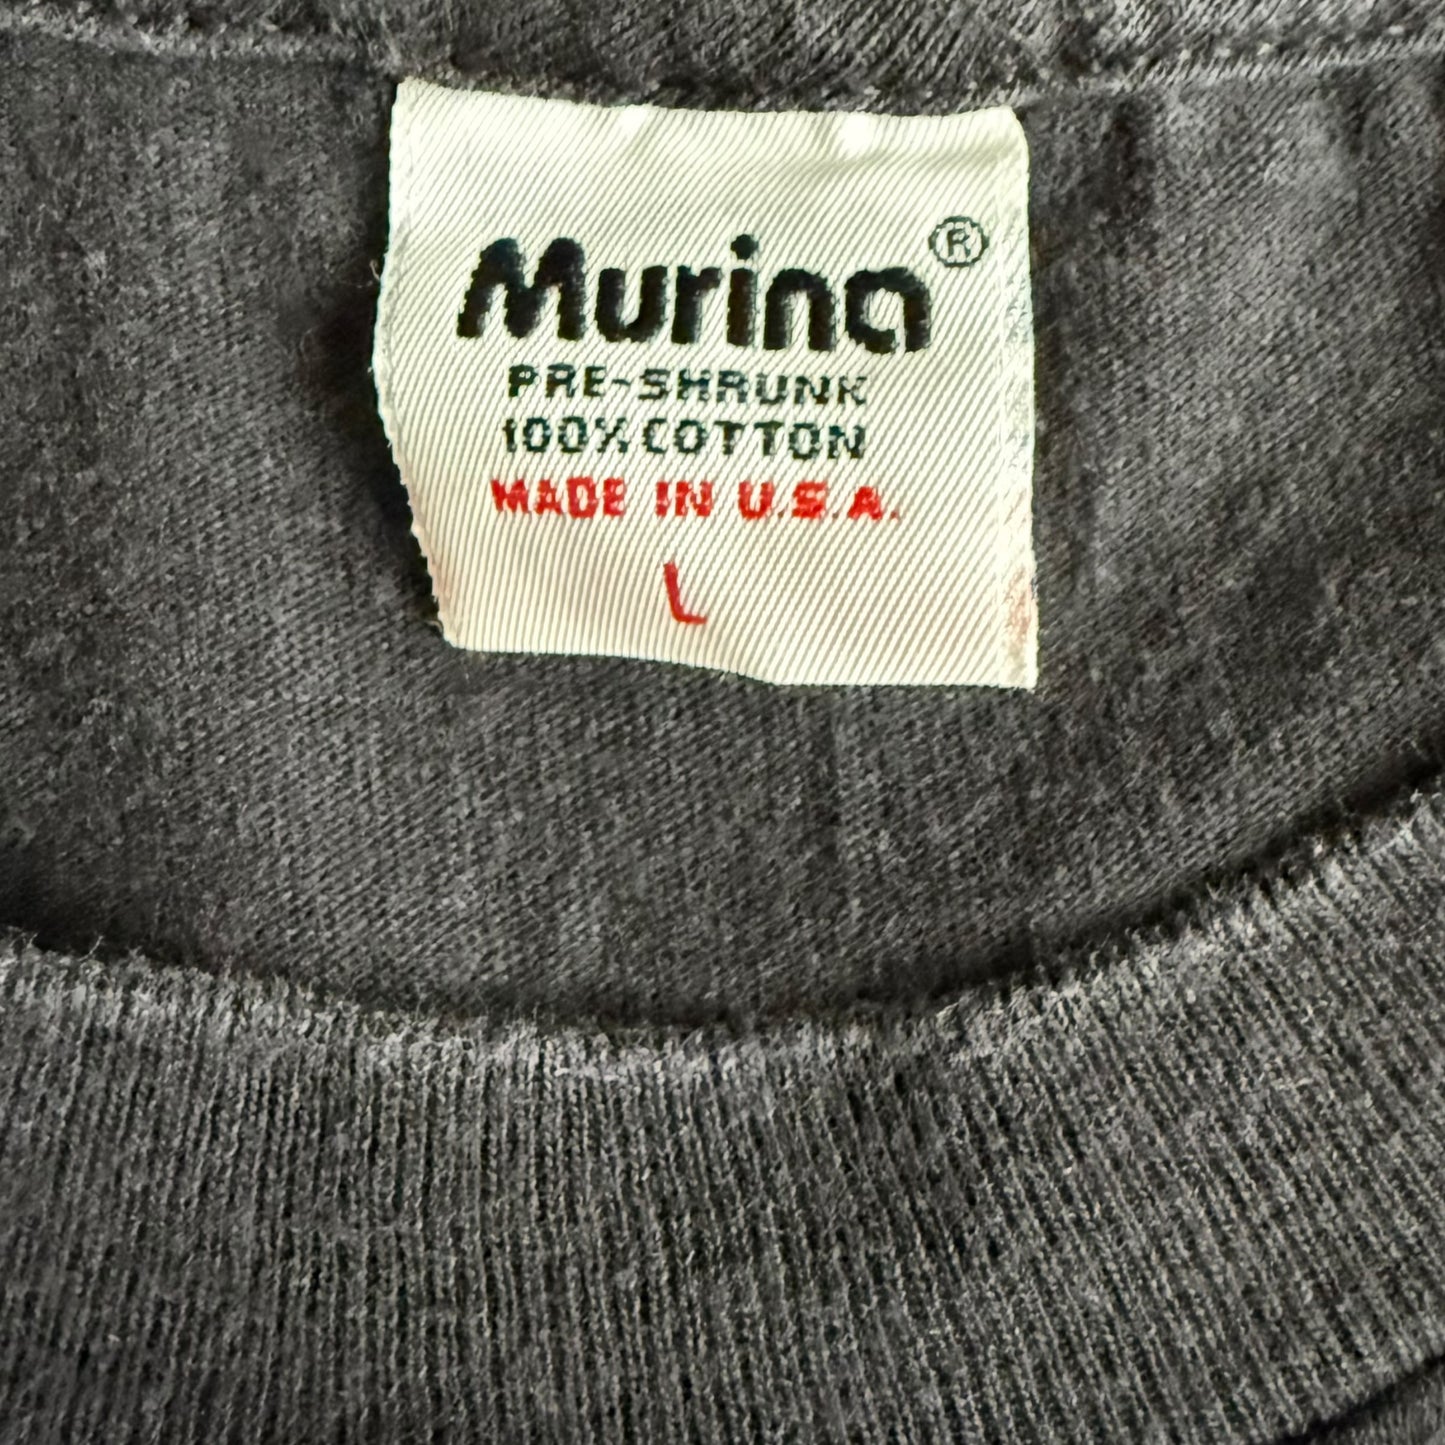 Murina®
PRE-SHRUNK
100% COTTON
MADE IN U.S.A.
L